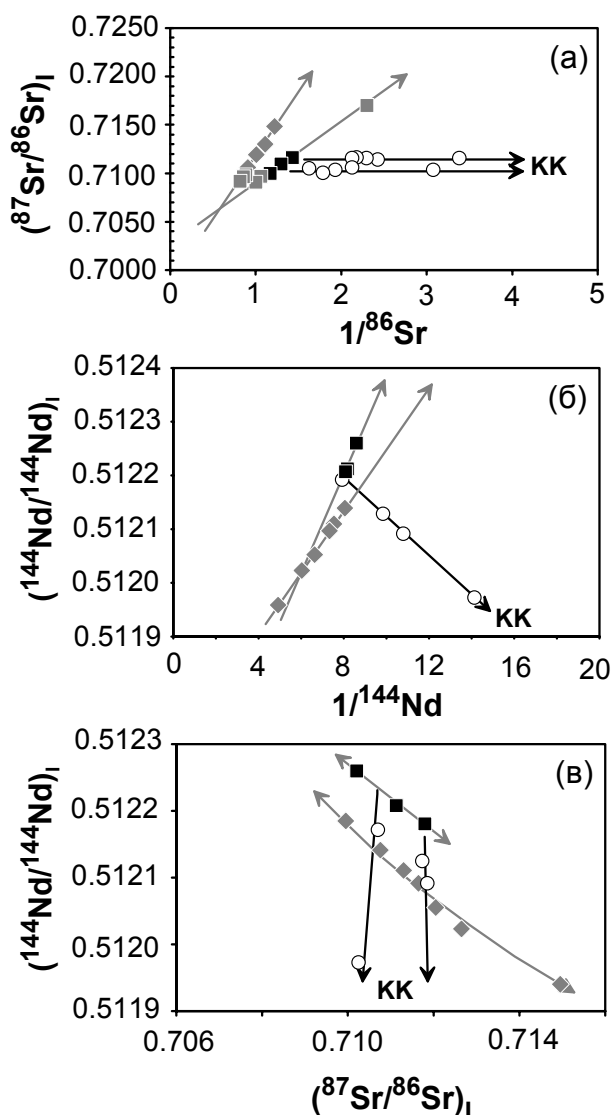 (а)
0.7250
0.7200
0.7150
0.7100
0.7050
0.7000
(⁸⁷Sr/⁸⁶Sr)ᵢ
KK
0 1 2 3 4 5
1/⁸⁶Sr
(б)
0.5124
0.5123
0.5122
0.5121
0.5120
0.5119
(¹⁴⁴Nd/¹⁴⁴Nd)ᵢ
KK
0 4 8 12 16 20
1/¹⁴⁴Nd
(в)
0.5123
0.5122
0.5121
0.5120
0.5119
(¹⁴⁴Nd/¹⁴⁴Nd)ᵢ
KK
0.706 0.710 0.714
(⁸⁷Sr/⁸⁶Sr)ᵢ